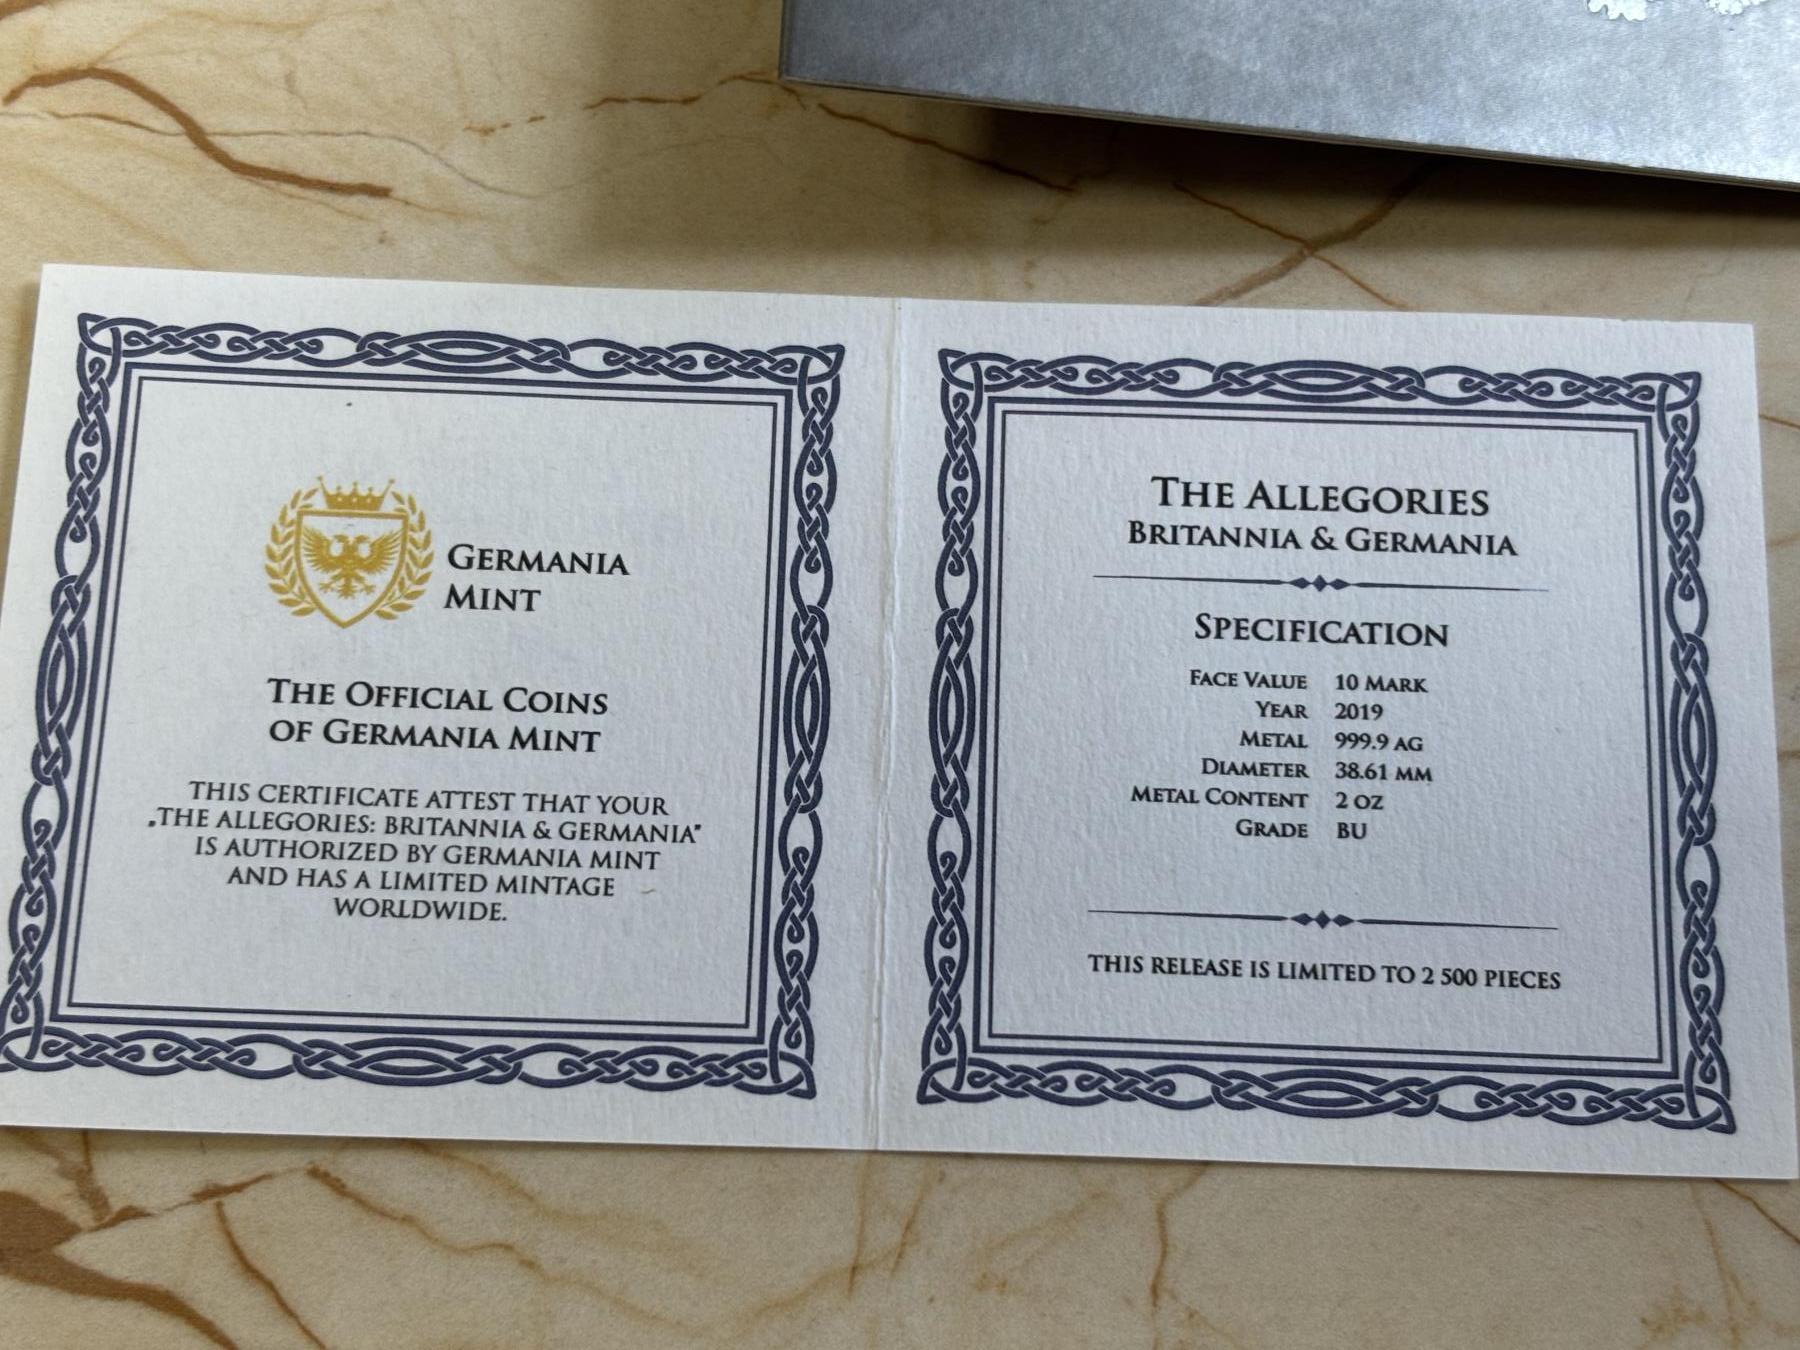 GERMANIA
MINT
THE OFFICIAL COINS
OF GERMANIA MINT
THIS CERTIFICATE ATTEST THAT YOUR
„THE ALLEGORIES: BRITANNIA & GERMANIA”
IS AUTHORIZED BY GERMANIA MINT
AND HAS A LIMITED MINTAGE
WORLDWIDE.
THE ALLEGORIES
BRITANNIA & GERMANIA
SPECIFICATION
FACE VALUE 10 MARK
YEAR 2019
METAL 999.9 AG
DIAMETER 38.61 MM
METAL CONTENT 2 OZ
GRADE BU
THIS RELEASE IS LIMITED TO 2 500 PIECES